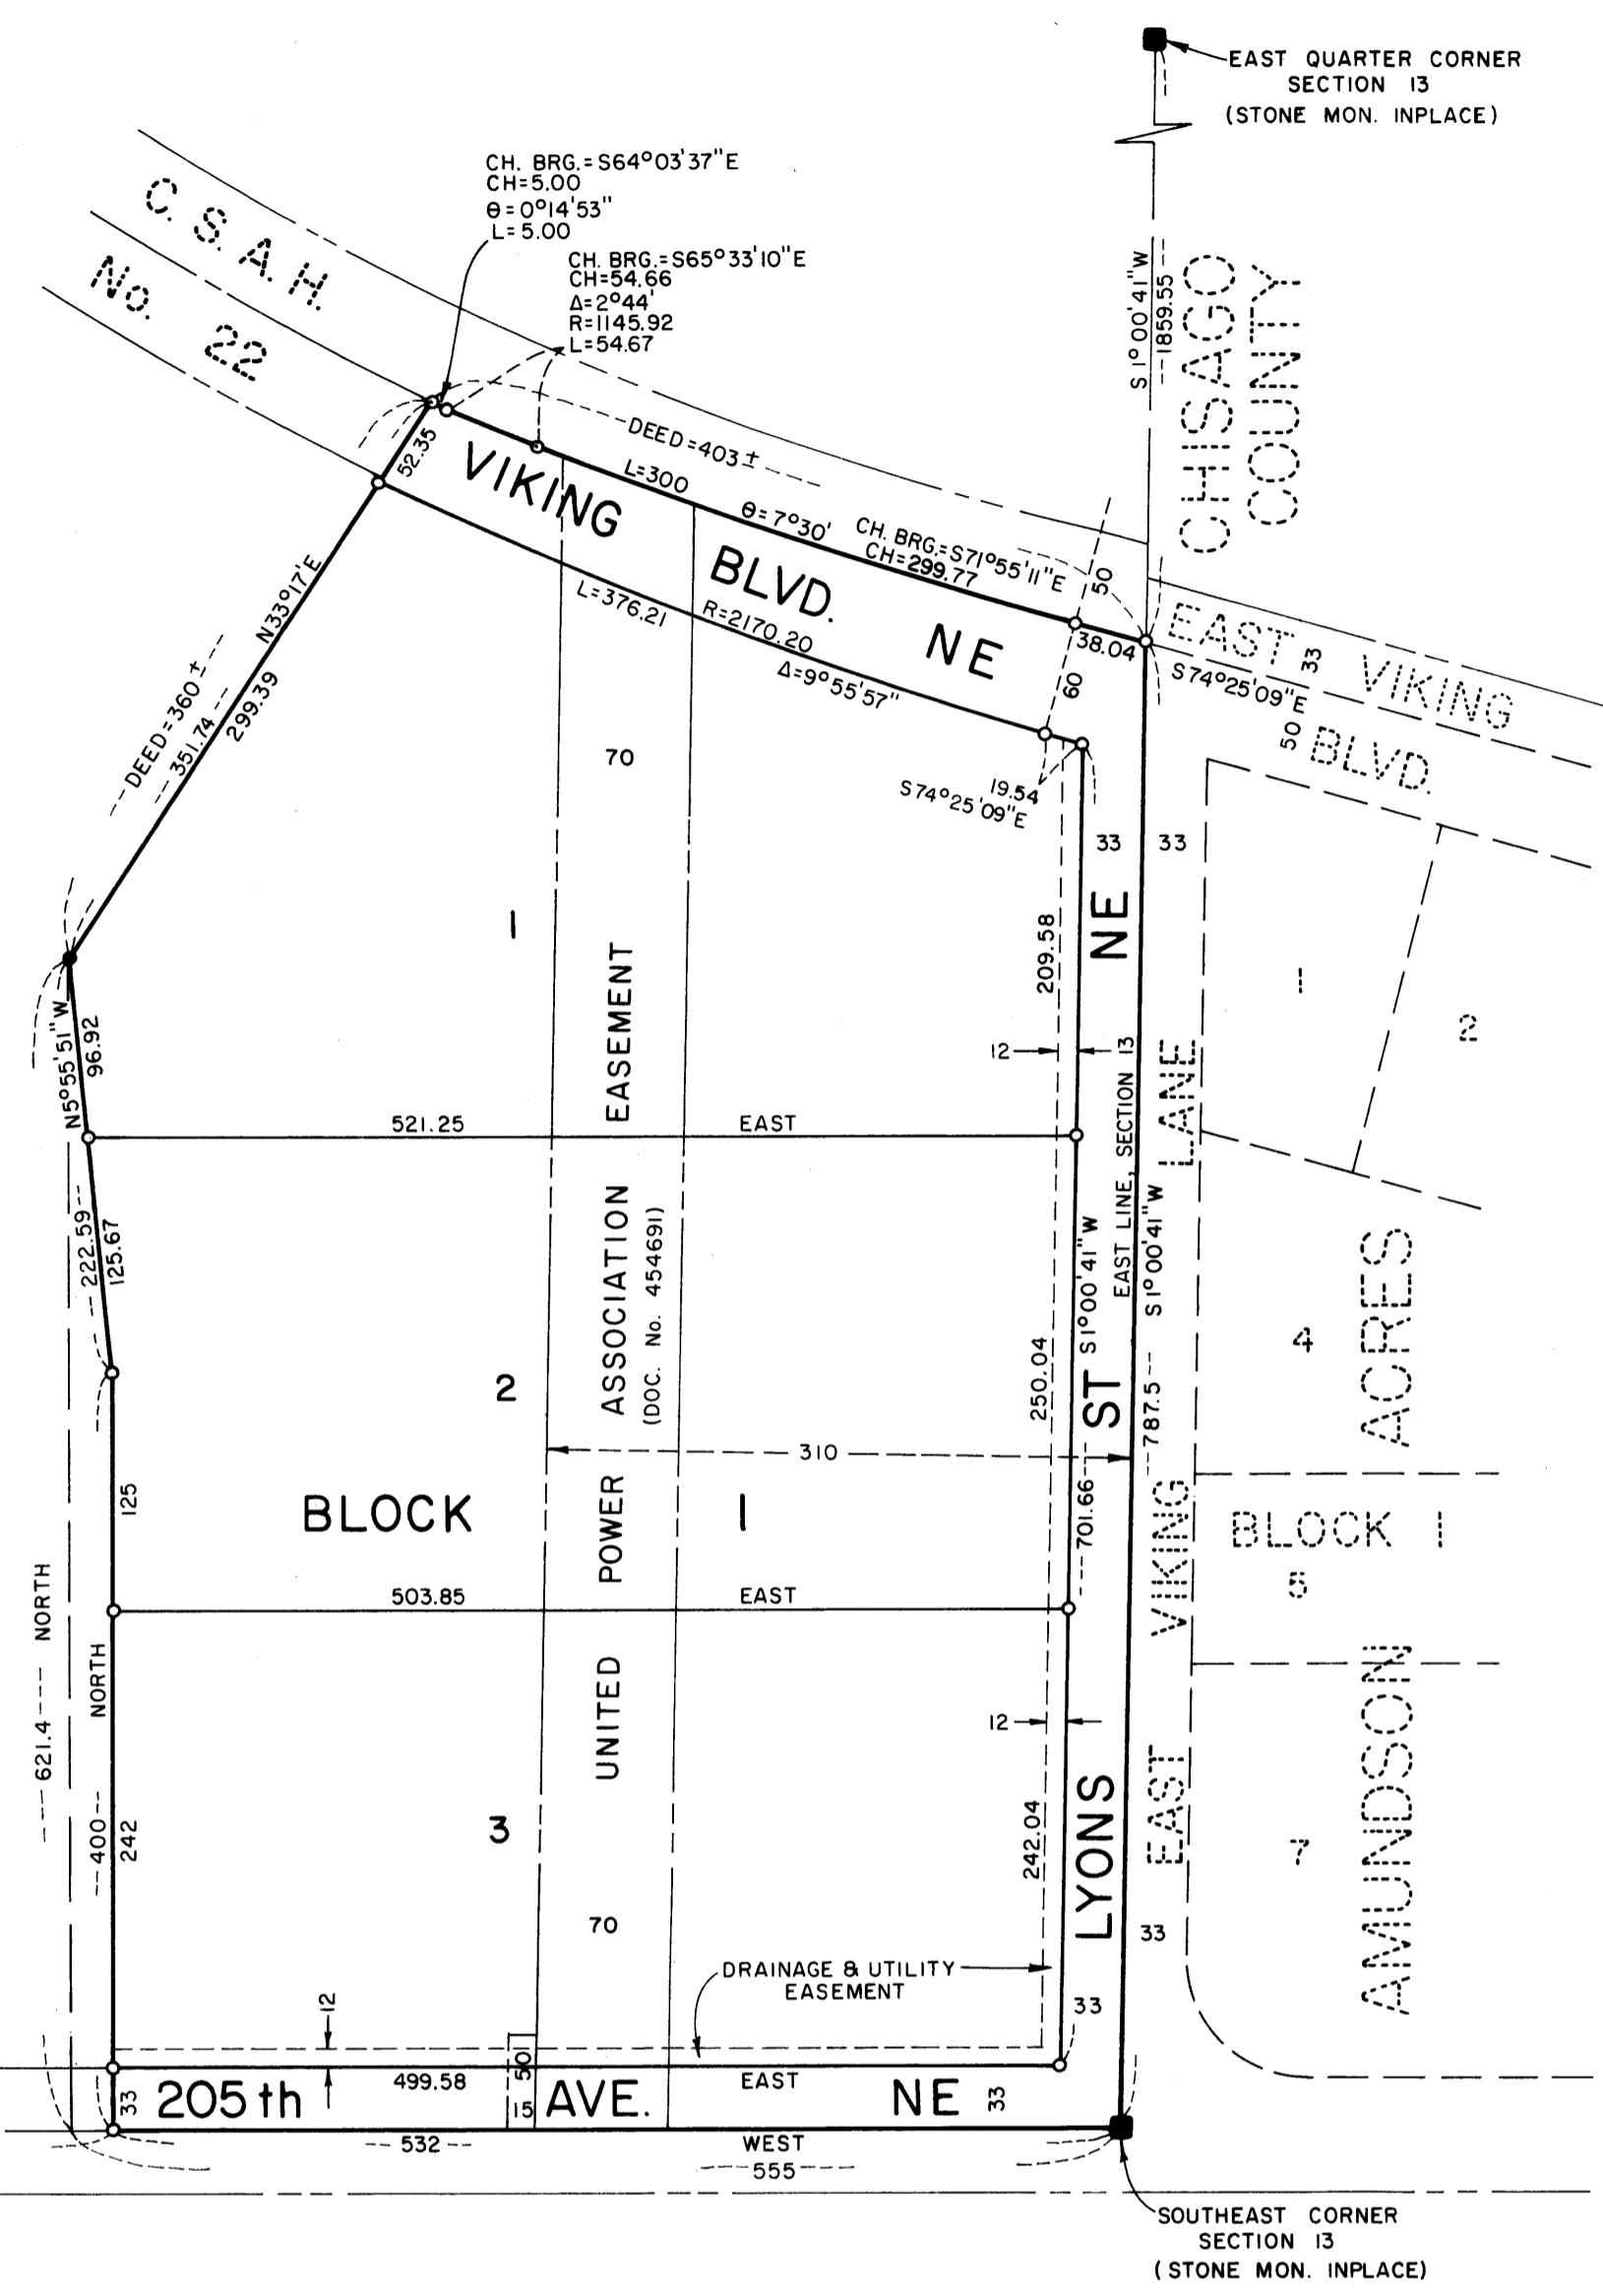 EAST QUARTER CORNER
SECTION 13
(STONE MON. INPLACE)
CH. BRG.=S64°03'37"E
CH=5.00
θ=0°14'53"
L=5.00
CH. BRG.=S65°33'10"E
CH=54.66
Δ=2°44'
R=1145.92
L=54.67
C. S. A. H.
No. 22
S 1°00'41"W
1859.55
CHISAGO
COUNTY
DEED=403±
L=300
θ=7°30'
CH. BRG.=S71°55'11"E
CH=299.77
50
52.35
VIKING BLVD. NE
L=376.21
R=2170.20
Δ=9°55'57"
38.04
60
EAST VIKING BLVD.
33
S74°25'09"E
50
N33°17'E
DEED=360±
351.74
299.39
70
19.54
S74°25'09"E
33
33
1
209.58
NE
1
2
N5°55'51"W
96.92
12
EAST LINE, SECTION 13
LANE
521.25
EAST
222.59
125.67
UNITED POWER ASSOCIATION EASEMENT
(DOC. No. 454691)
S1°00'41"W
S1°00'41"W
250.04
4
2
ST
787.5
ACRES
310
125
BLOCK 1
701.66
VIKING
BLOCK 1
5
503.85
EAST
621.4 NORTH
NORTH
12
400
242
3
242.04
LYONS
EAST
7
AMUNDSON
70
33
DRAINAGE & UTILITY
EASEMENT
33
12
50
499.58
EAST
33
205th AVE. NE
15
33
532
WEST
555
SOUTHEAST CORNER
SECTION 13
(STONE MON. INPLACE)